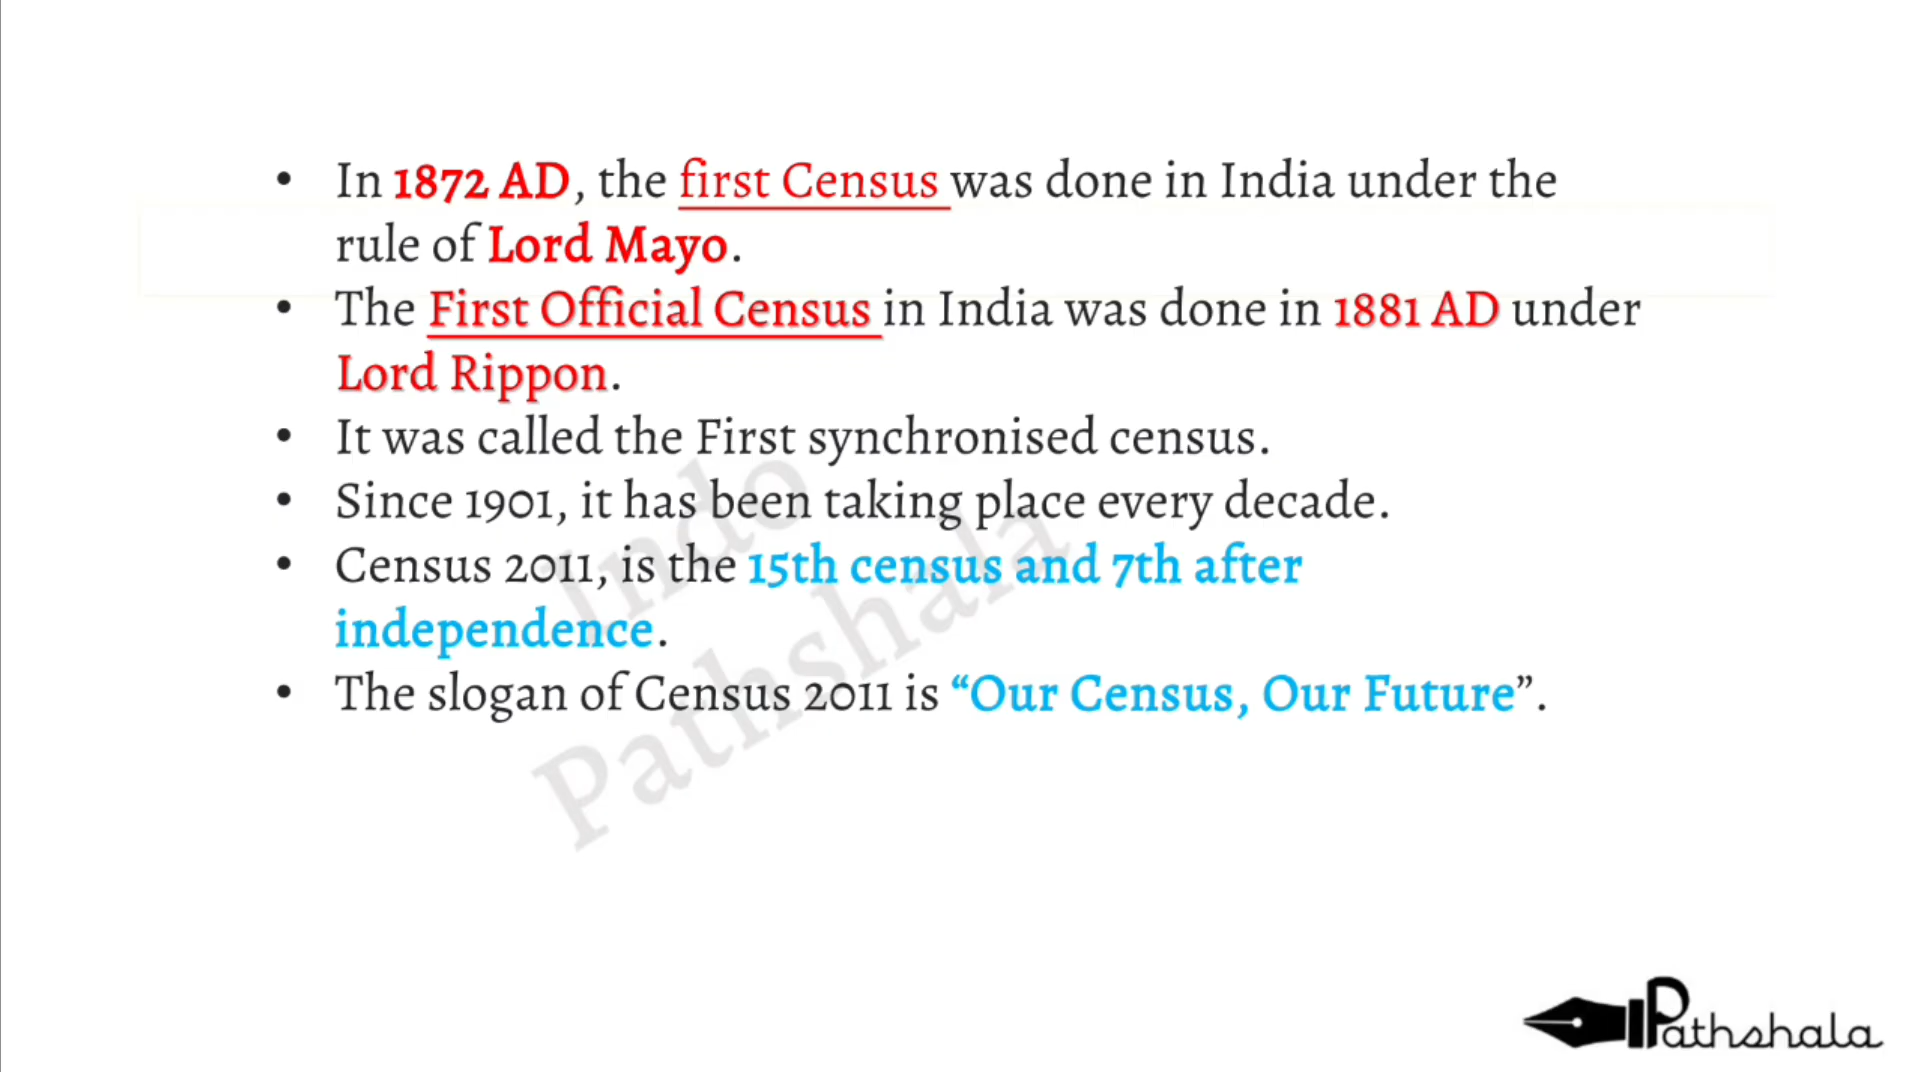 • In 1872 AD, the first Census was done in India under the
rule of Lord Mayo.
• The First Official Census in India was done in 1881 AD under
Lord Rippon.
• It was called the First synchronised census.
• Since 1901, it has been taking place every decade.
• Census 2011, is the 15th census and 7th after
independence.
• The slogan of Census 2011 is “Our Census, Our Future”.
Indo
Pathshala
Pathshala